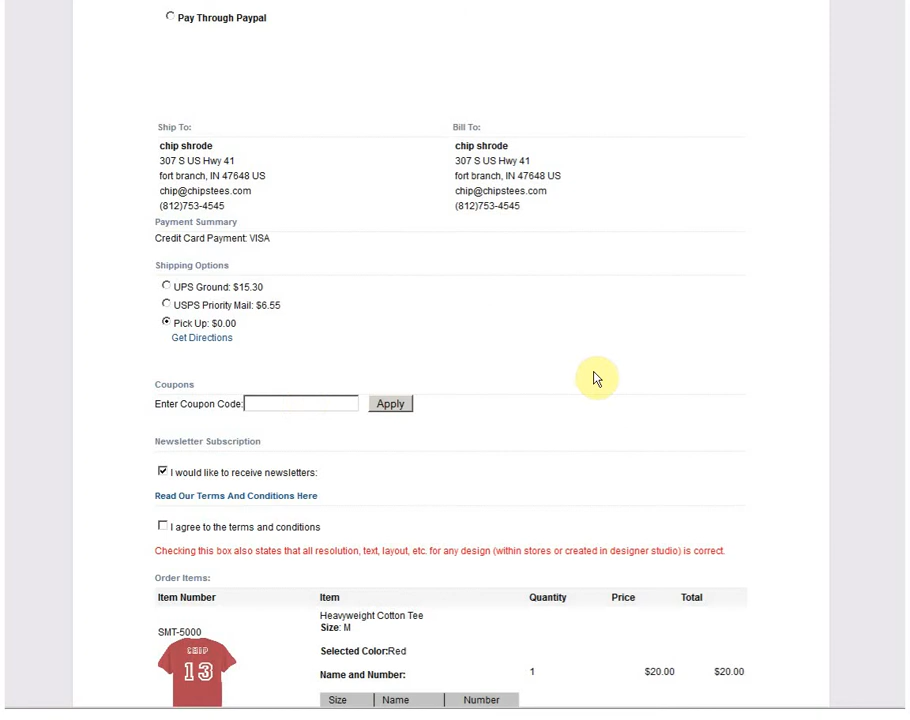 Pay Through Paypal
Ship To:
Bill To:
chip shrode
chip shrode
307 S US Hwy 41
307 S US Hwy 41
fort branch, IN 47648 US
fort branch, IN 47648 US
chip@chipstees.com
chip@chipstees.com
(812)753-4545
(812)753-4545
Payment Summary
Credit Card Payment: VISA
Shipping Options
UPS Ground: $15.30
USPS Priority Mail: $6.55
Pick Up: $0.00
Get Directions
Coupons
Enter Coupon Code: Apply
Newsletter Subscription
I would like to receive newsletters:
Read Our Terms And Conditions Here
I agree to the terms and conditions
Checking this box also states that all resolution, text, layout, etc. for any design (within stores or created in designer studio) is correct.
Order Items:
Item Number Item Quantity Price Total
Heavyweight Cotton Tee
Size: M
SMT-5000
CHIP
13
Selected Color:Red
Name and Number: 1 $20.00 $20.00
Size Name Number